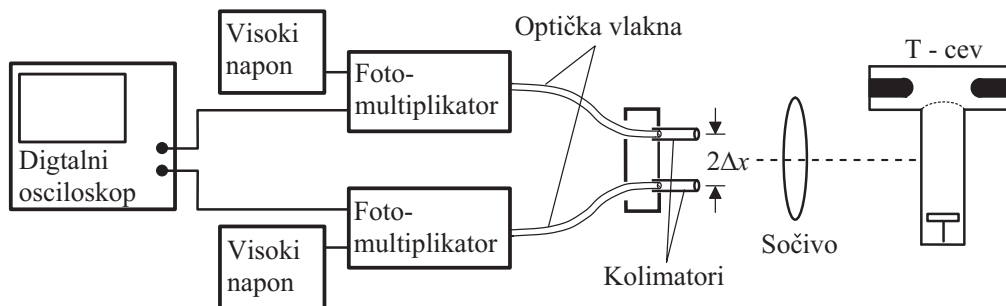 Visoki
napon
Optička vlakna
T - cev
Foto-
multiplikator
Digtalni
osciloskop
2Δx
Foto-
multiplikator
Sočivo
Visoki
napon
Kolimatori